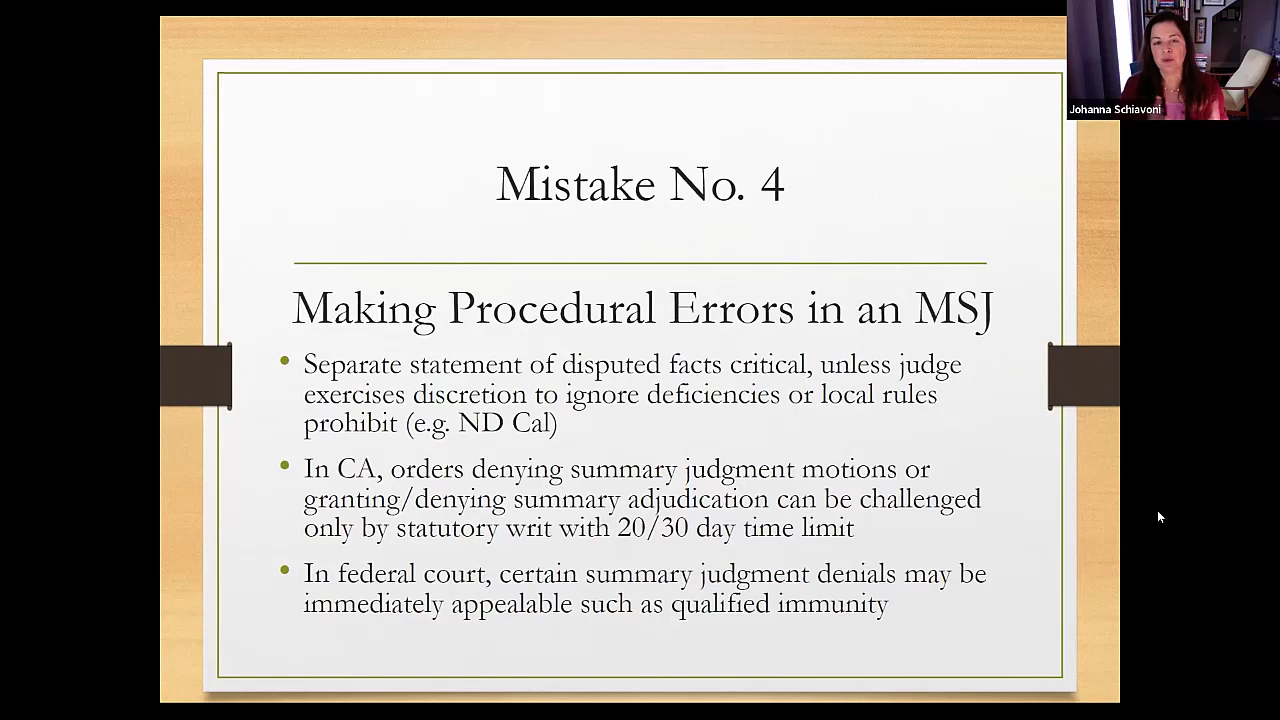 Johanna Schiavoni
Mistake No. 4
Making Procedural Errors in an MSJ
• Separate statement of disputed facts critical, unless judge
exercises discretion to ignore deficiencies or local rules
prohibit (e.g. ND Cal)
• In CA, orders denying summary judgment motions or
granting/denying summary adjudication can be challenged
only by statutory writ with 20/30 day time limit
• In federal court, certain summary judgment denials may be
immediately appealable such as qualified immunity